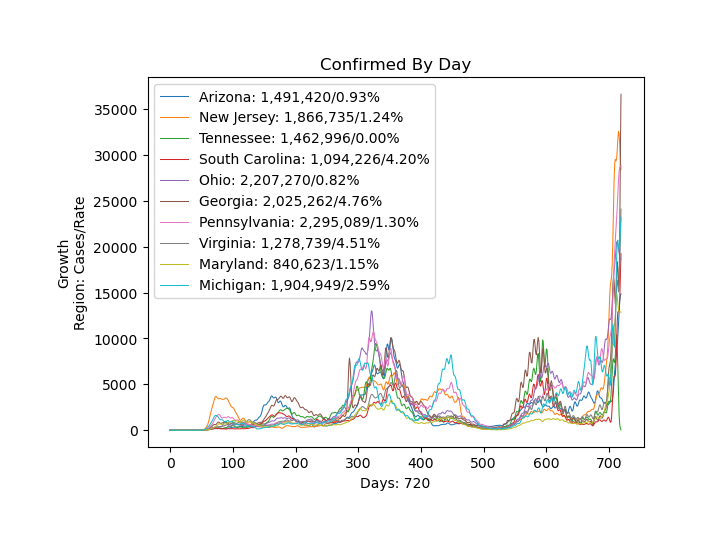 Confirmed By Day
Growth
Region: Cases/Rate
35000
30000
25000
20000
15000
10000
5000
0
Arizona: 1,491,420/0.93%
New Jersey: 1,866,735/1.24%
Tennessee: 1,462,996/0.00%
South Carolina: 1,094,226/4.20%
Ohio: 2,207,270/0.82%
Georgia: 2,025,262/4.76%
Pennsylvania: 2,295,089/1.30%
Virginia: 1,278,739/4.51%
Maryland: 840,623/1.15%
Michigan: 1,904,949/2.59%
0 100 200 300 400 500 600 700
Days: 720